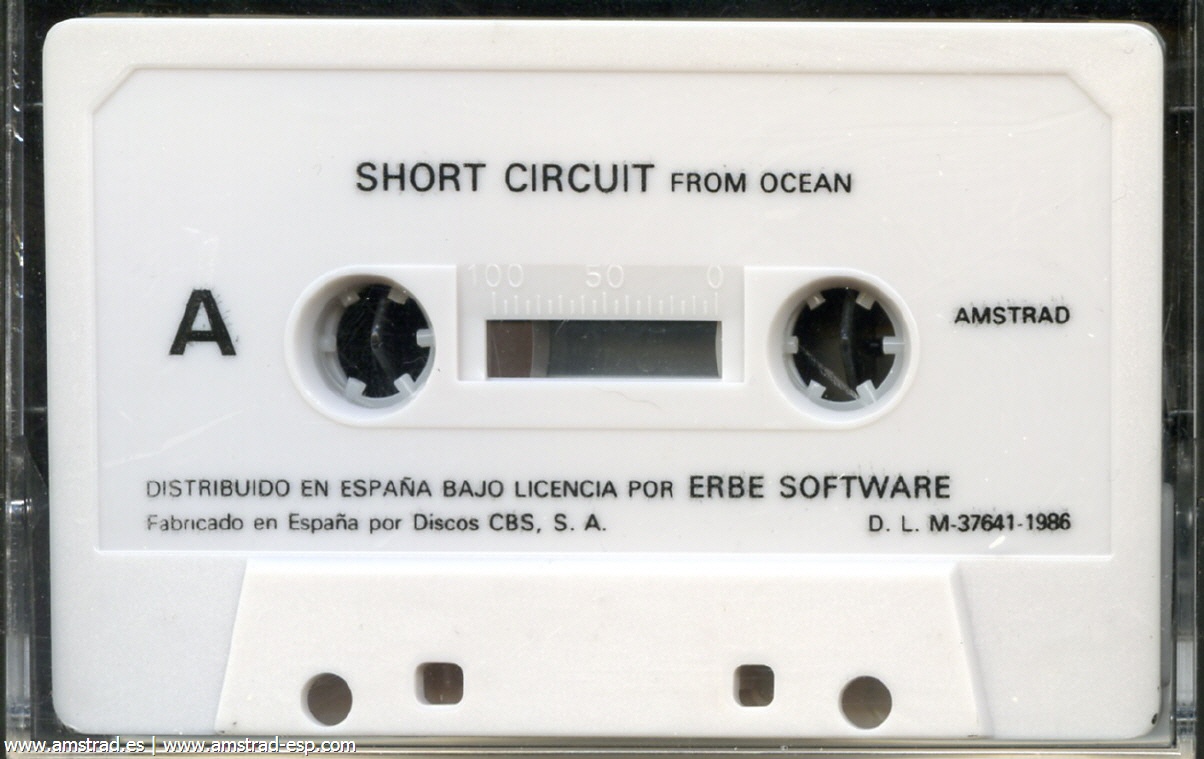 SHORT CIRCUIT FROM OCEAN
100 50 0
A
AMSTRAD
DISTRIBUIDO EN ESPAÑA BAJO LICENCIA POR ERBE SOFTWARE
Fabricado en España por Discos CBS, S. A. D. L. M-37641-1986
www.amstrad.es | www.amstrad-esp.com